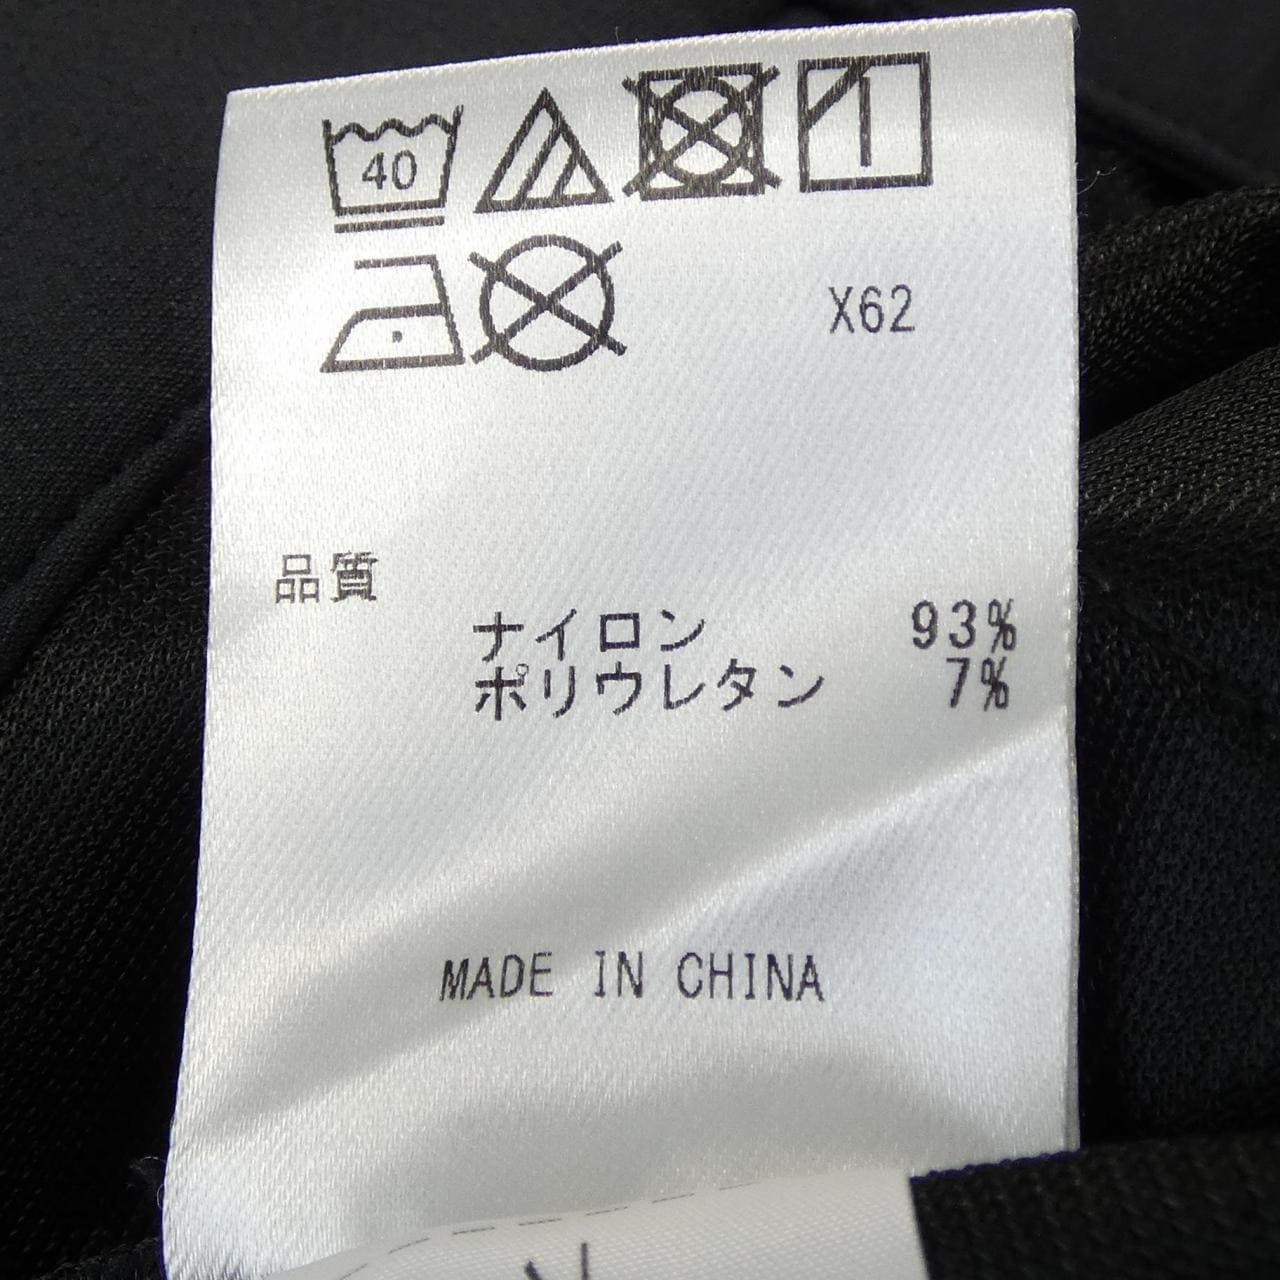 40
X62
品質
ナイロン 93%
ポリウレタン 7%
MADE IN CHINA